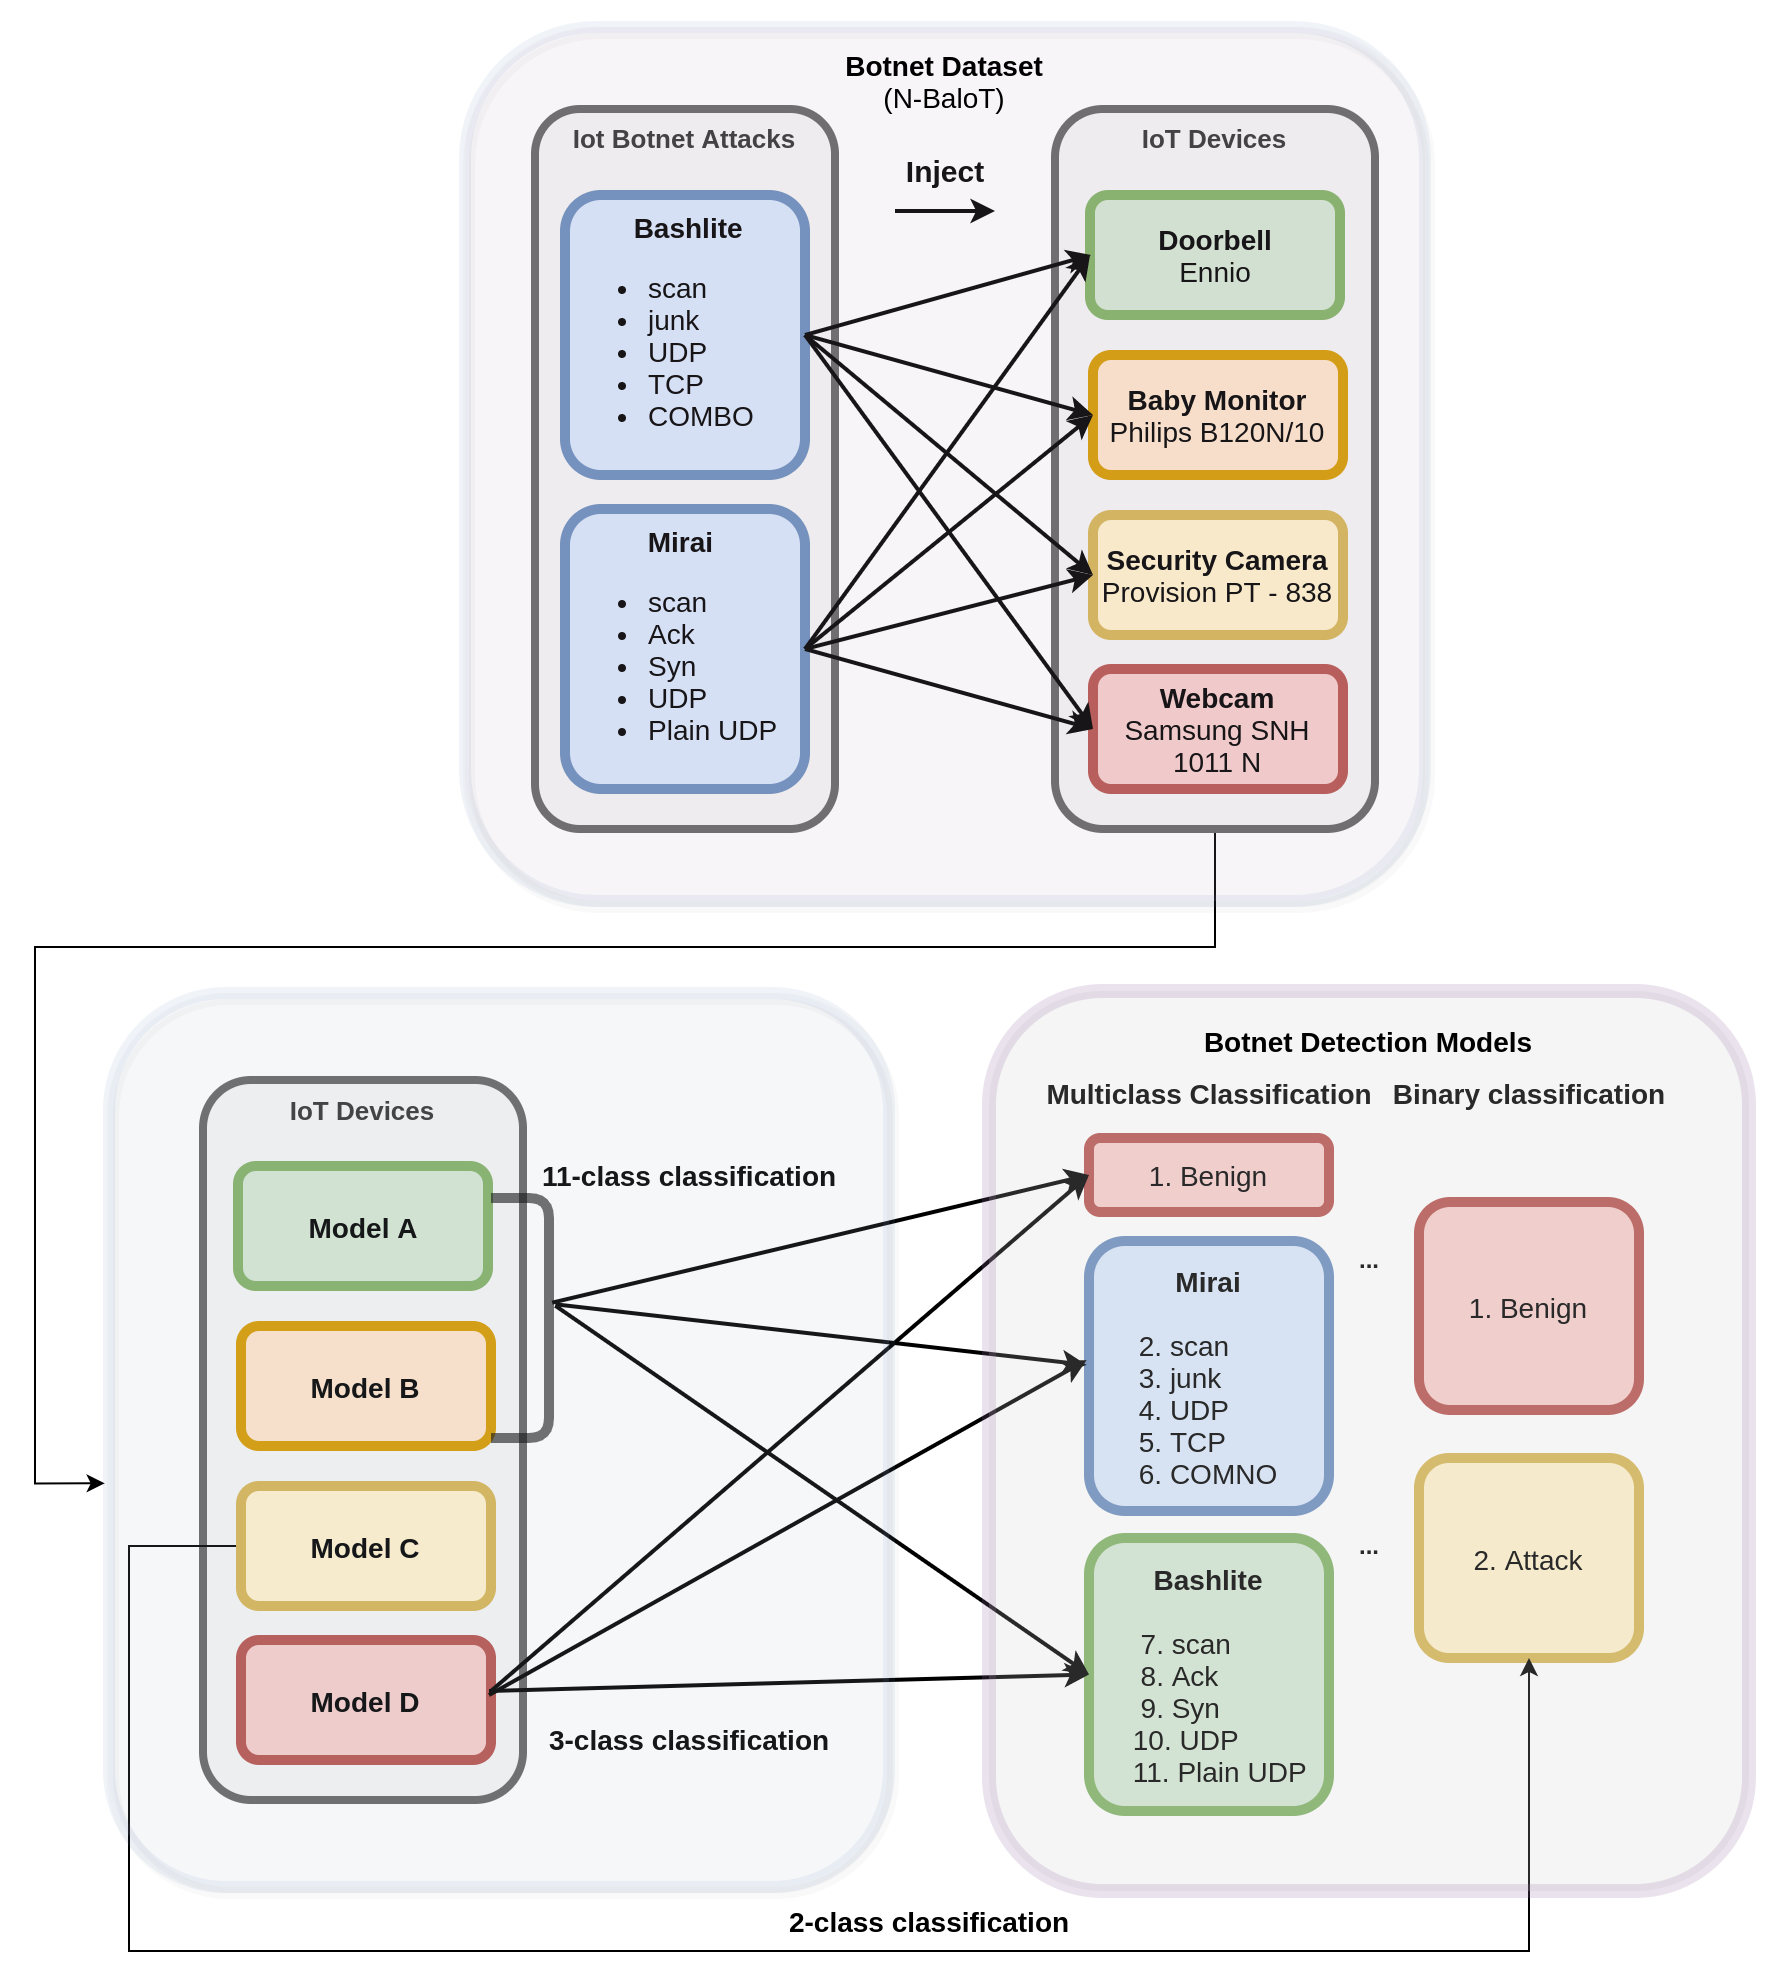 Botnet Dataset
(N-BaIoT)
Iot Botnet Attacks
Inject
IoT Devices
Bashlite
• scan
• junk
• UDP
• TCP
• COMBO
Mirai
• scan
• Ack
• Syn
• UDP
• Plain UDP
Doorbell
Ennio
Baby Monitor
Philips B120N/10
Security Camera
Provision PT - 838
Webcam
Samsung SNH
1011 N
IoT Devices
Model A
Model B
Model C
Model D
11-class classification
3-class classification
2-class classification
Botnet Detection Models
Multiclass Classification
1. Benign
Mirai
2. scan
3. junk
4. UDP
5. TCP
6. COMNO
Bashlite
7. scan
8. Ack
9. Syn
10. UDP
11. Plain UDP
...
...
Binary classification
1. Benign
2. Attack